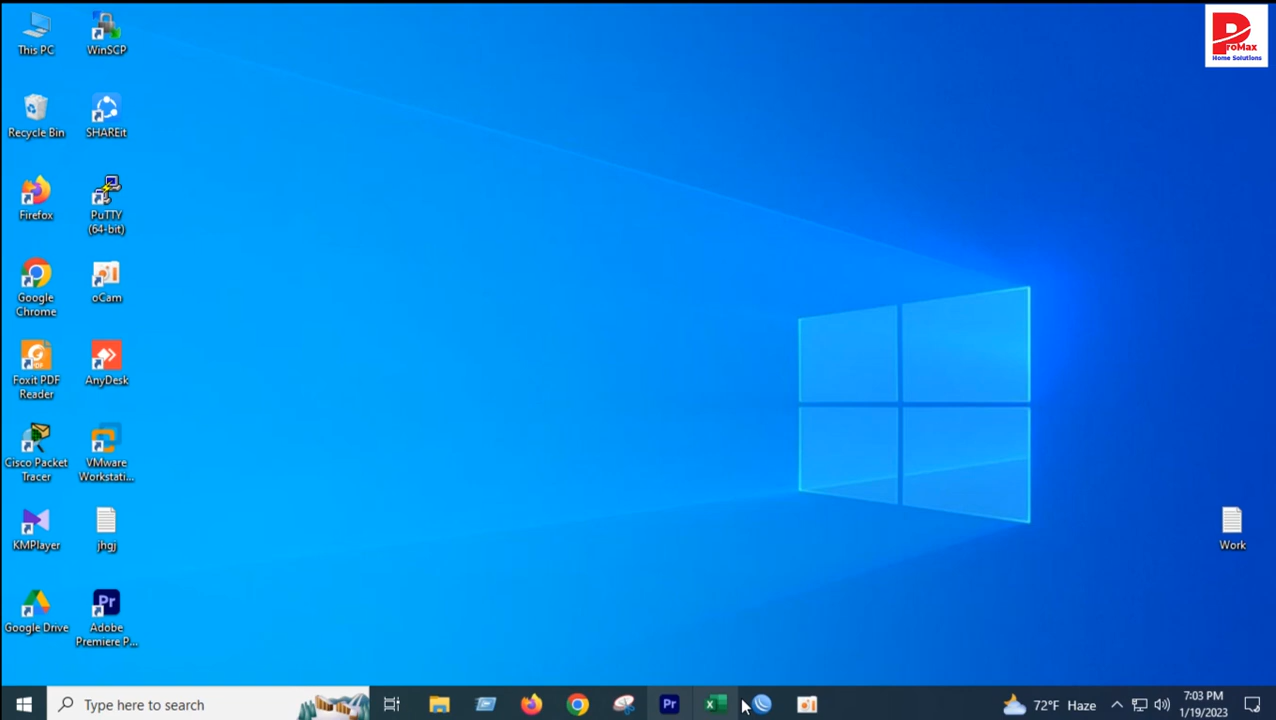 This PC
WinSCP
Recycle Bin
SHAREit
Firefox
PuTTY
(64-bit)
Google
Chrome
oCam
Foxit PDF
Reader
AnyDesk
Cisco Packet
Tracer
VMware
Workstati...
KMPlayer
jhgj
Google Drive
Pr
Adobe
Premiere P...
ProMax
Home Solutions
Work
Type here to search
Pr
72°F Haze
7:03 PM
1/19/2023